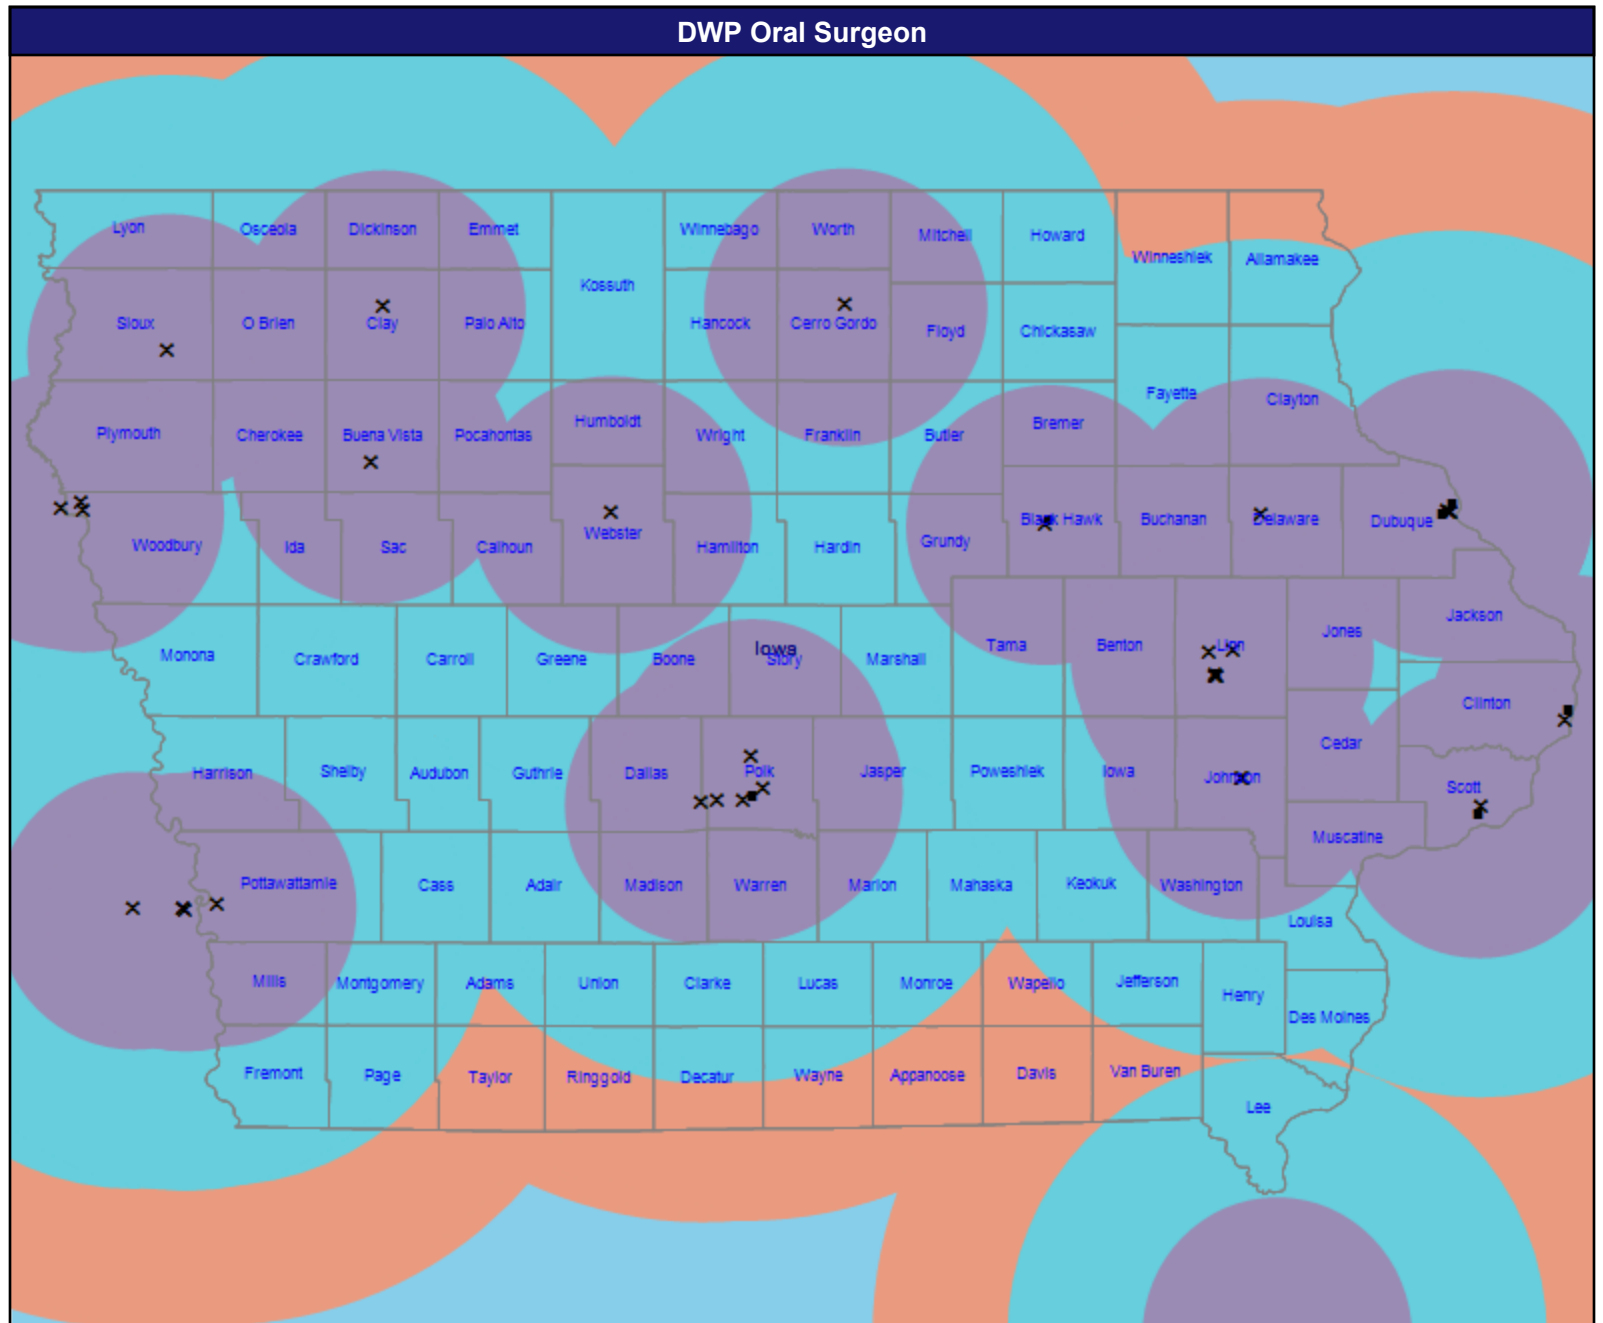 DWP Oral Surgeon
Lyon Osceola Dickinson Emmet Winnebago Worth Mitchell Howard
Winneshiek Allamakee
Kossuth
Sioux O Brien Clay Palo Alto Hancock Cerro Gordo Floyd Chickasaw
Fayette Clayton
Plymouth Cherokee Buena Vista Pocahontas Humboldt Wright Franklin Butler Bremer
Woodbury Ida Sac Calhoun Webster Hamilton Hardin Grundy Black Hawk Buchanan Delaware Dubuque
Jackson
Iowa
Monona Crawford Carroll Greene Boone Story Marshall Tama Benton Linn Jones
Clinton
Harrison Shelby Audubon Guthrie Dallas Polk Jasper Poweshiek Iowa Johnson Cedar Scott
Muscatine
Pottawattamie Cass Adair Madison Warren Marion Mahaska Keokuk Washington
Louisa
Mills Montgomery Adams Union Clarke Lucas Monroe Wapello Jefferson Henry
Des Moines
Fremont Page Taylor Ringgold Decatur Wayne Appanoose Davis Van Buren
Lee